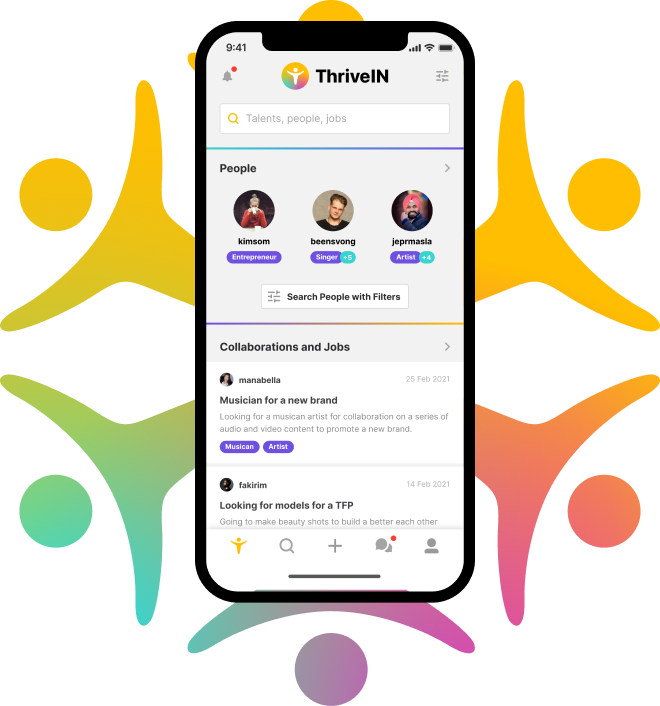 9:41
ThriveIN
Talents, people, jobs
People
kimsom
beensvong
jeprmasla
Entrepreneur
Singer +5
Artist +4
Search People with Filters
Collaborations and Jobs
manabella
25 Feb 2021
Musician for a new brand
Looking for a musican artist for collaboration on a series of
audio and video content to promote a new brand.
Musican Artist
fakirim
14 Feb 2021
Looking for models for a TFP
Going to make beauty shots to build a better each other